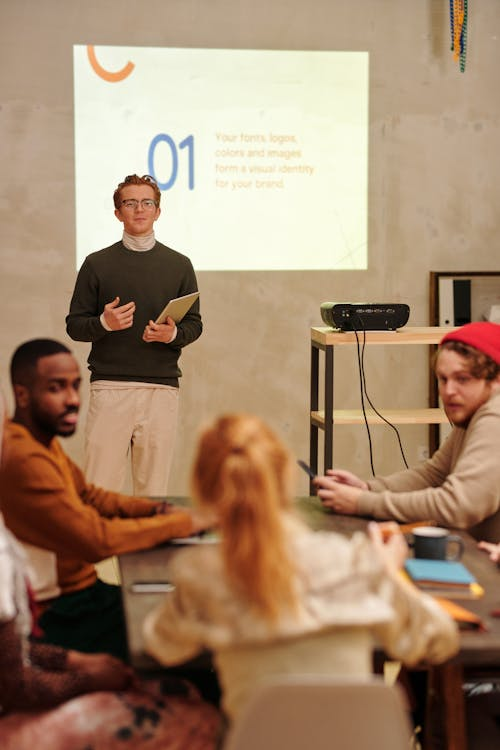 01
Your fonts, logos,
colors and images
form a visual identity
for your brand.